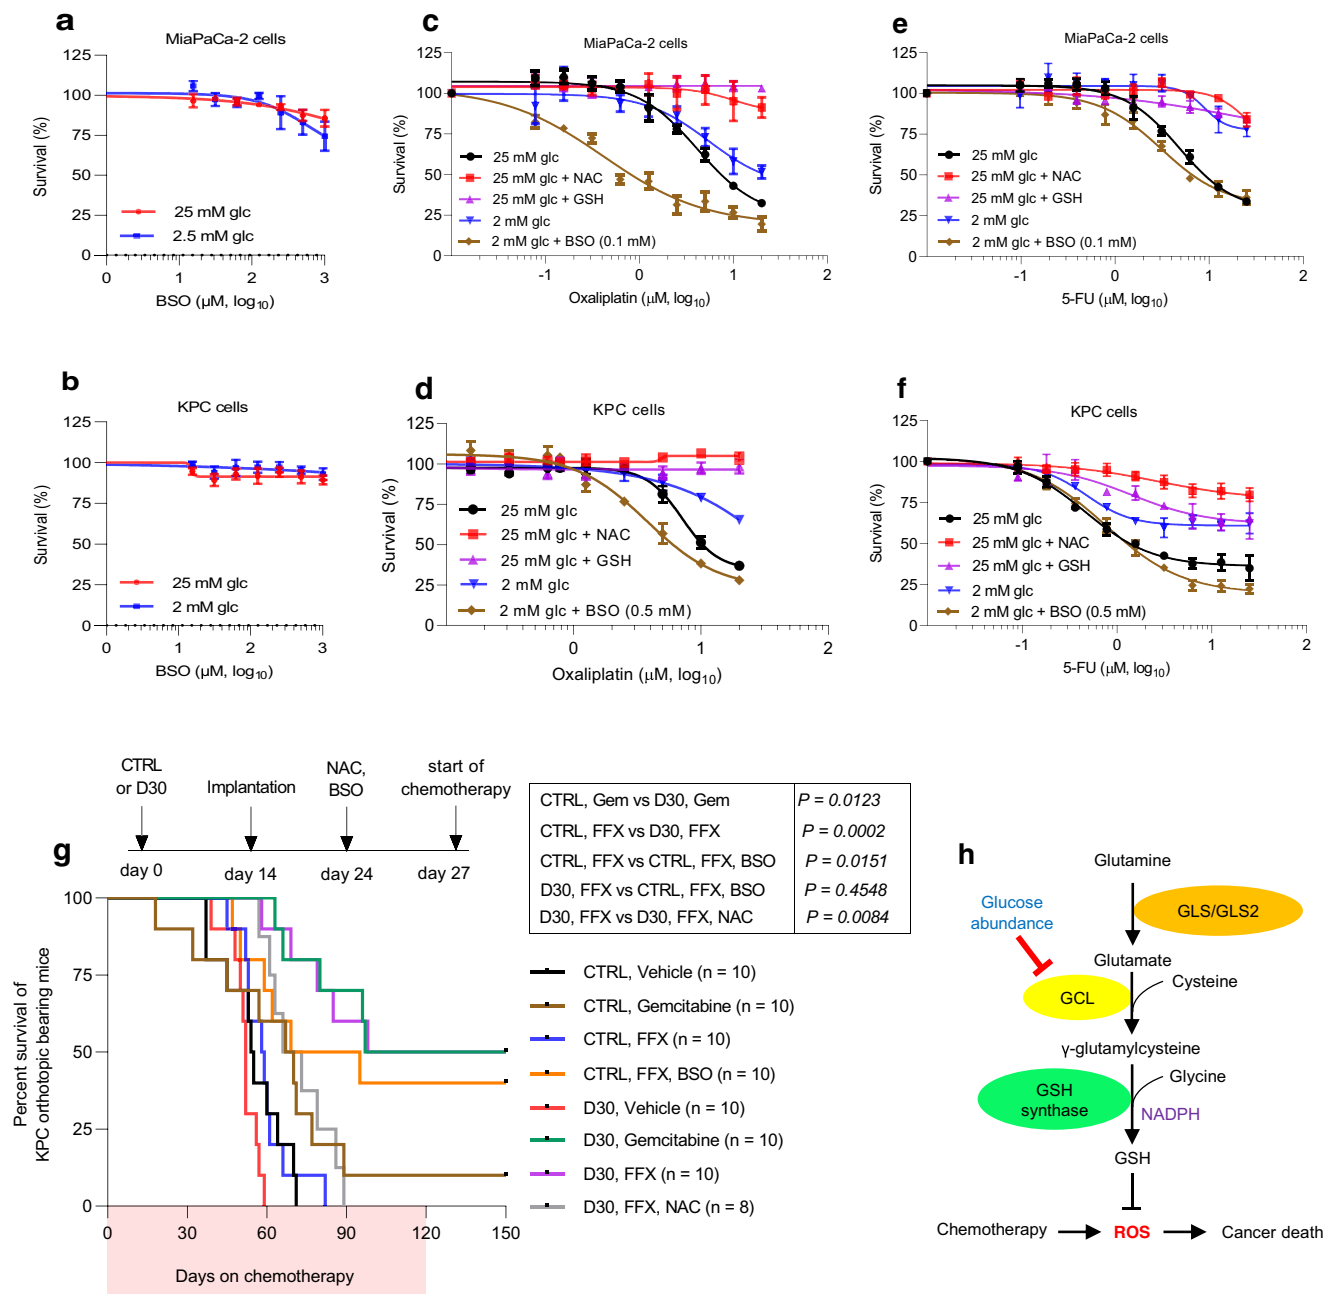 a
MiaPaCa-2 cells
125
100
75
50
25
0
Survival (%)
25 mM glc
2.5 mM glc
0 1 2 3
BSO (µM, log10)
c
MiaPaCa-2 cells
125
100
75
50
25
0
Survival (%)
25 mM glc
25 mM glc + NAC
25 mM glc + GSH
2 mM glc
2 mM glc + BSO (0.1 mM)
-1 0 1 2
Oxaliplatin (µM, log10)
e
MiaPaCa-2 cells
125
100
75
50
25
0
Survival (%)
25 mM glc
25 mM glc + NAC
25 mM glc + GSH
2 mM glc
2 mM glc + BSO (0.1 mM)
-1 0 1 2
5-FU (µM, log10)
b
KPC cells
125
100
75
50
25
0
Survival (%)
25 mM glc
2 mM glc
0 1 2 3
BSO (µM, log10)
d
KPC cells
125
100
75
50
25
0
Survival (%)
25 mM glc
25 mM glc + NAC
25 mM glc + GSH
2 mM glc
2 mM glc + BSO (0.5 mM)
0 1 2
Oxaliplatin (µM, log10)
f
KPC cells
125
100
75
50
25
0
Survival (%)
25 mM glc
25 mM glc + NAC
25 mM glc + GSH
2 mM glc
2 mM glc + BSO (0.5 mM)
-1 0 1 2
5-FU (µM, log10)
g
CTRL
or D30
Implantation
NAC,
BSO
start of
chemotherapy
day 0
day 14
day 24
day 27
CTRL, Gem vs D30, Gem P = 0.0123
CTRL, FFX vs D30, FFX P = 0.0002
CTRL, FFX vs CTRL, FFX, BSO P = 0.0151
D30, FFX vs CTRL, FFX, BSO P = 0.4548
D30, FFX vs D30, FFX, NAC P = 0.0084
100
75
50
25
0
Percent survival of
KPC orthotopic bearing mice
0 30 60 90 120 150
Days on chemotherapy
CTRL, Vehicle (n = 10)
CTRL, Gemcitabine (n = 10)
CTRL, FFX (n = 10)
CTRL, FFX, BSO (n = 10)
D30, Vehicle (n = 10)
D30, Gemcitabine (n = 10)
D30, FFX (n = 10)
D30, FFX, NAC (n = 8)
h
Glutamine
Glucose
abundance
GLS/GLS2
Glutamate
Cysteine
GCL
γ-glutamylcysteine
Glycine
GSH
synthase
NADPH
GSH
Chemotherapy
ROS
Cancer death